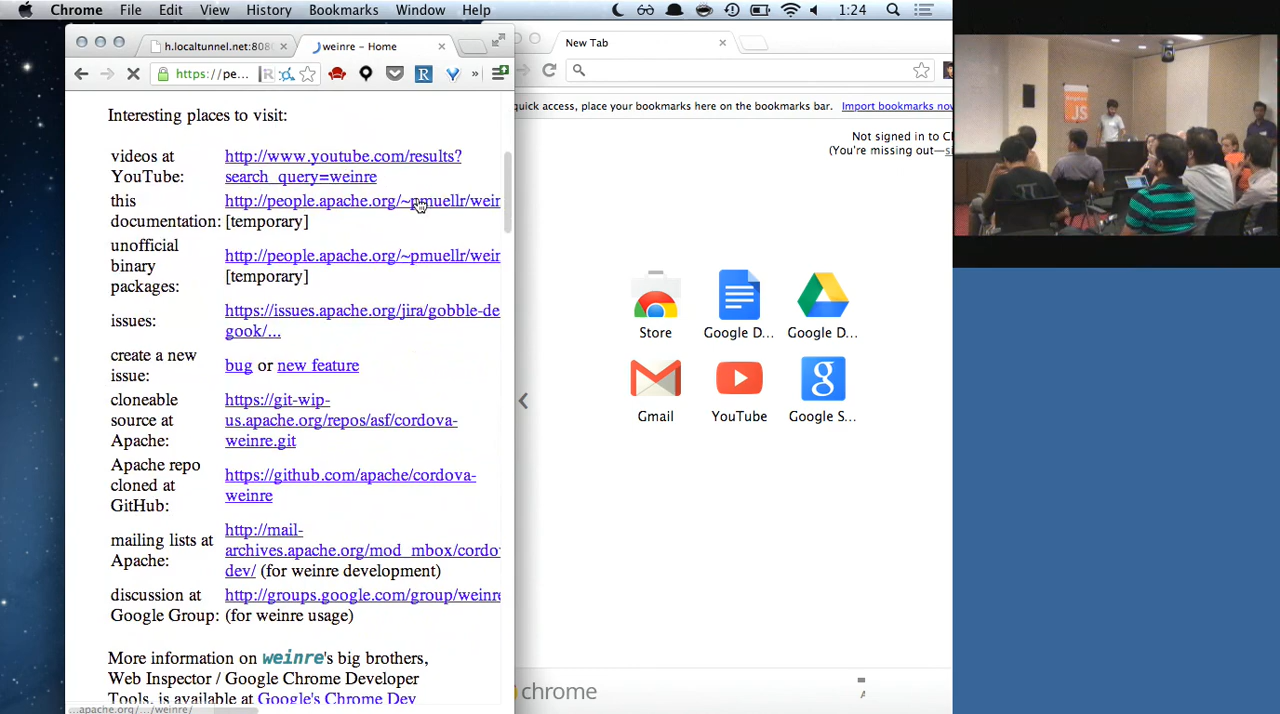 Chrome File Edit View History Bookmarks Window Help 1:24
h.localtunnel.net:808
weinre – Home
New Tab
https://pe...
quick access, place your bookmarks here on the bookmarks bar. Import bookmarks nov
Not signed in to Cl
(You're missing out—s
Interesting places to visit:
videos at YouTube: http://www.youtube.com/results?
search_query=weinre
this documentation: http://people.apache.org/~pmuellr/wein
[temporary]
unofficial binary packages: http://people.apache.org/~pmuellr/wein
[temporary]
issues: https://issues.apache.org/jira/gobble-de
gook/...
create a new issue: bug or new feature
cloneable source at Apache: https://git-wip-
us.apache.org/repos/asf/cordova-
weinre.git
Apache repo cloned at GitHub: https://github.com/apache/cordova-
weinre
mailing lists at Apache: http://mail-
archives.apache.org/mod_mbox/cordo
dev/ (for weinre development)
discussion at Google Group: http://groups.google.com/group/weinre
(for weinre usage)
More information on weinre's big brothers,
Web Inspector / Google Chrome Developer
Tools, is available at Google's Chrome Dev
...apache.org/.../weinre/
Store
Google D...
Google D...
Gmail
YouTube
Google S...
chrome
JS